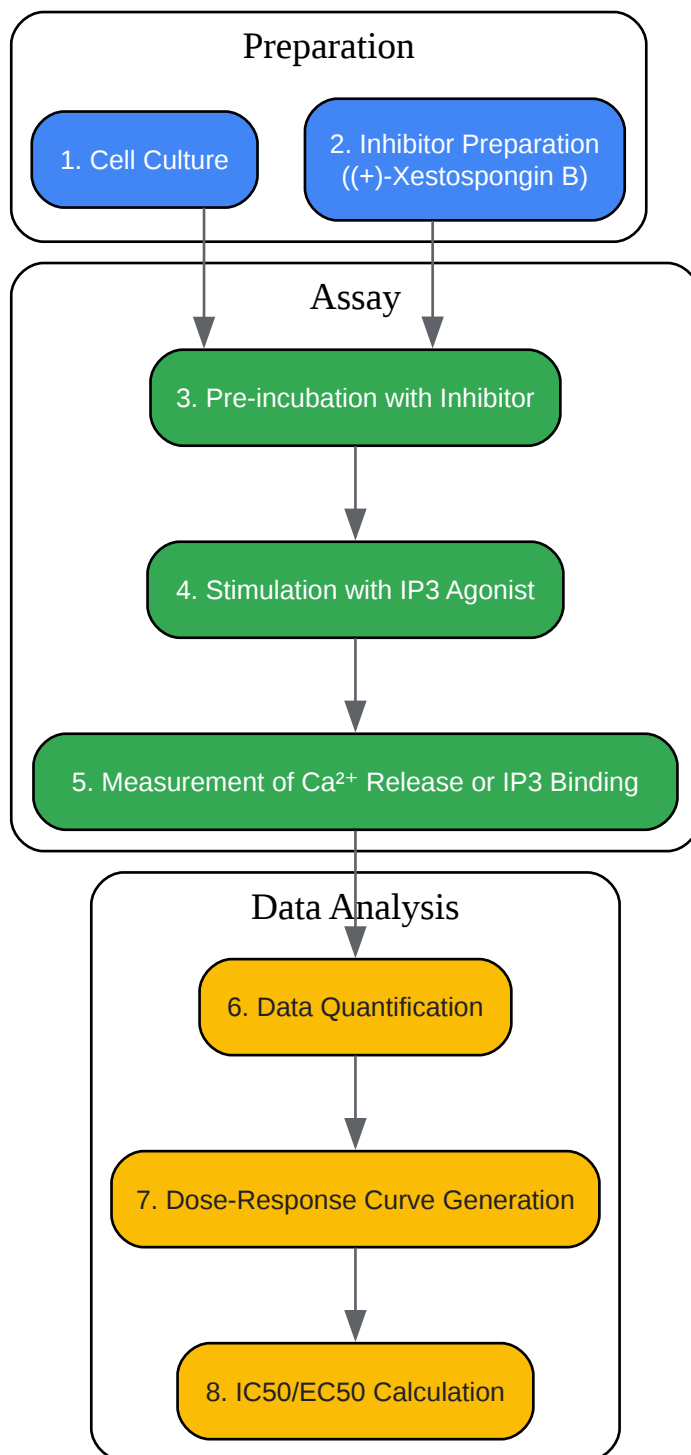 Preparation
1. Cell Culture
2. Inhibitor Preparation
((+)-Xestospongin B)
Assay
3. Pre-incubation with Inhibitor
4. Stimulation with IP3 Agonist
5. Measurement of Ca²⁺ Release or IP3 Binding
Data Analysis
6. Data Quantification
7. Dose-Response Curve Generation
8. IC50/EC50 Calculation